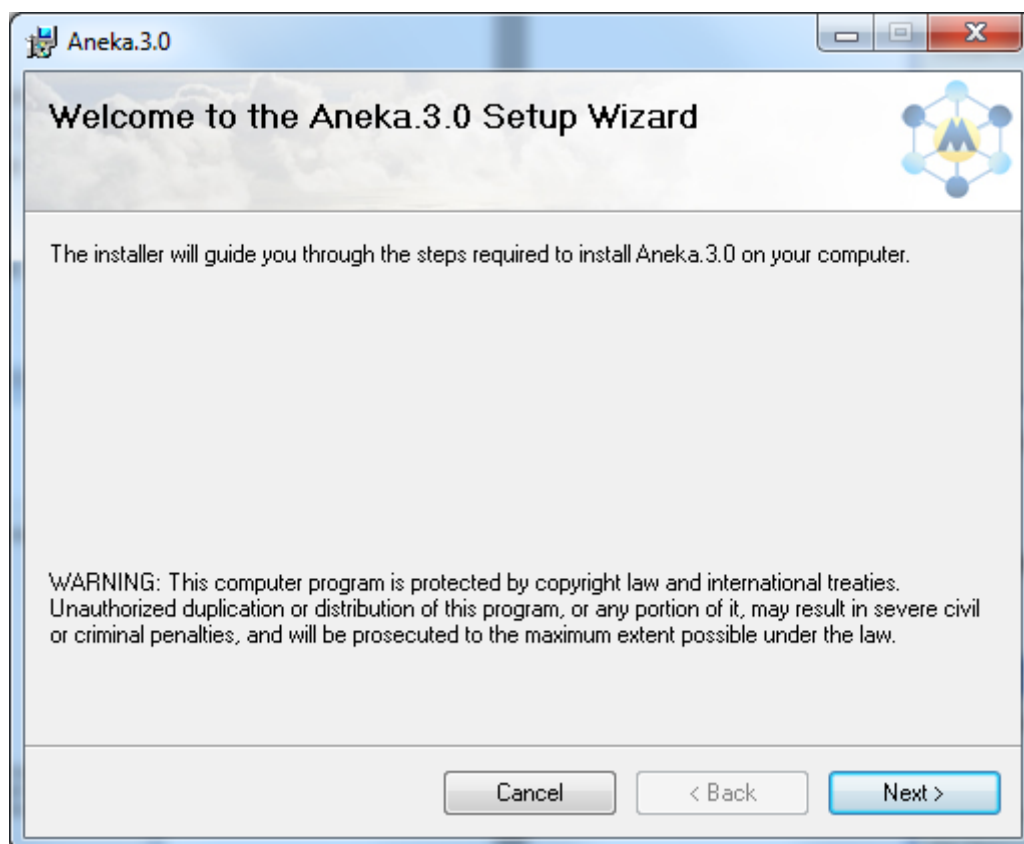 Aneka.3.0
Welcome to the Aneka.3.0 Setup Wizard
The installer will guide you through the steps required to install Aneka.3.0 on your computer.
WARNING: This computer program is protected by copyright law and international treaties.
Unauthorized duplication or distribution of this program, or any portion of it, may result in severe civil
or criminal penalties, and will be prosecuted to the maximum extent possible under the law.
Cancel
< Back
Next >